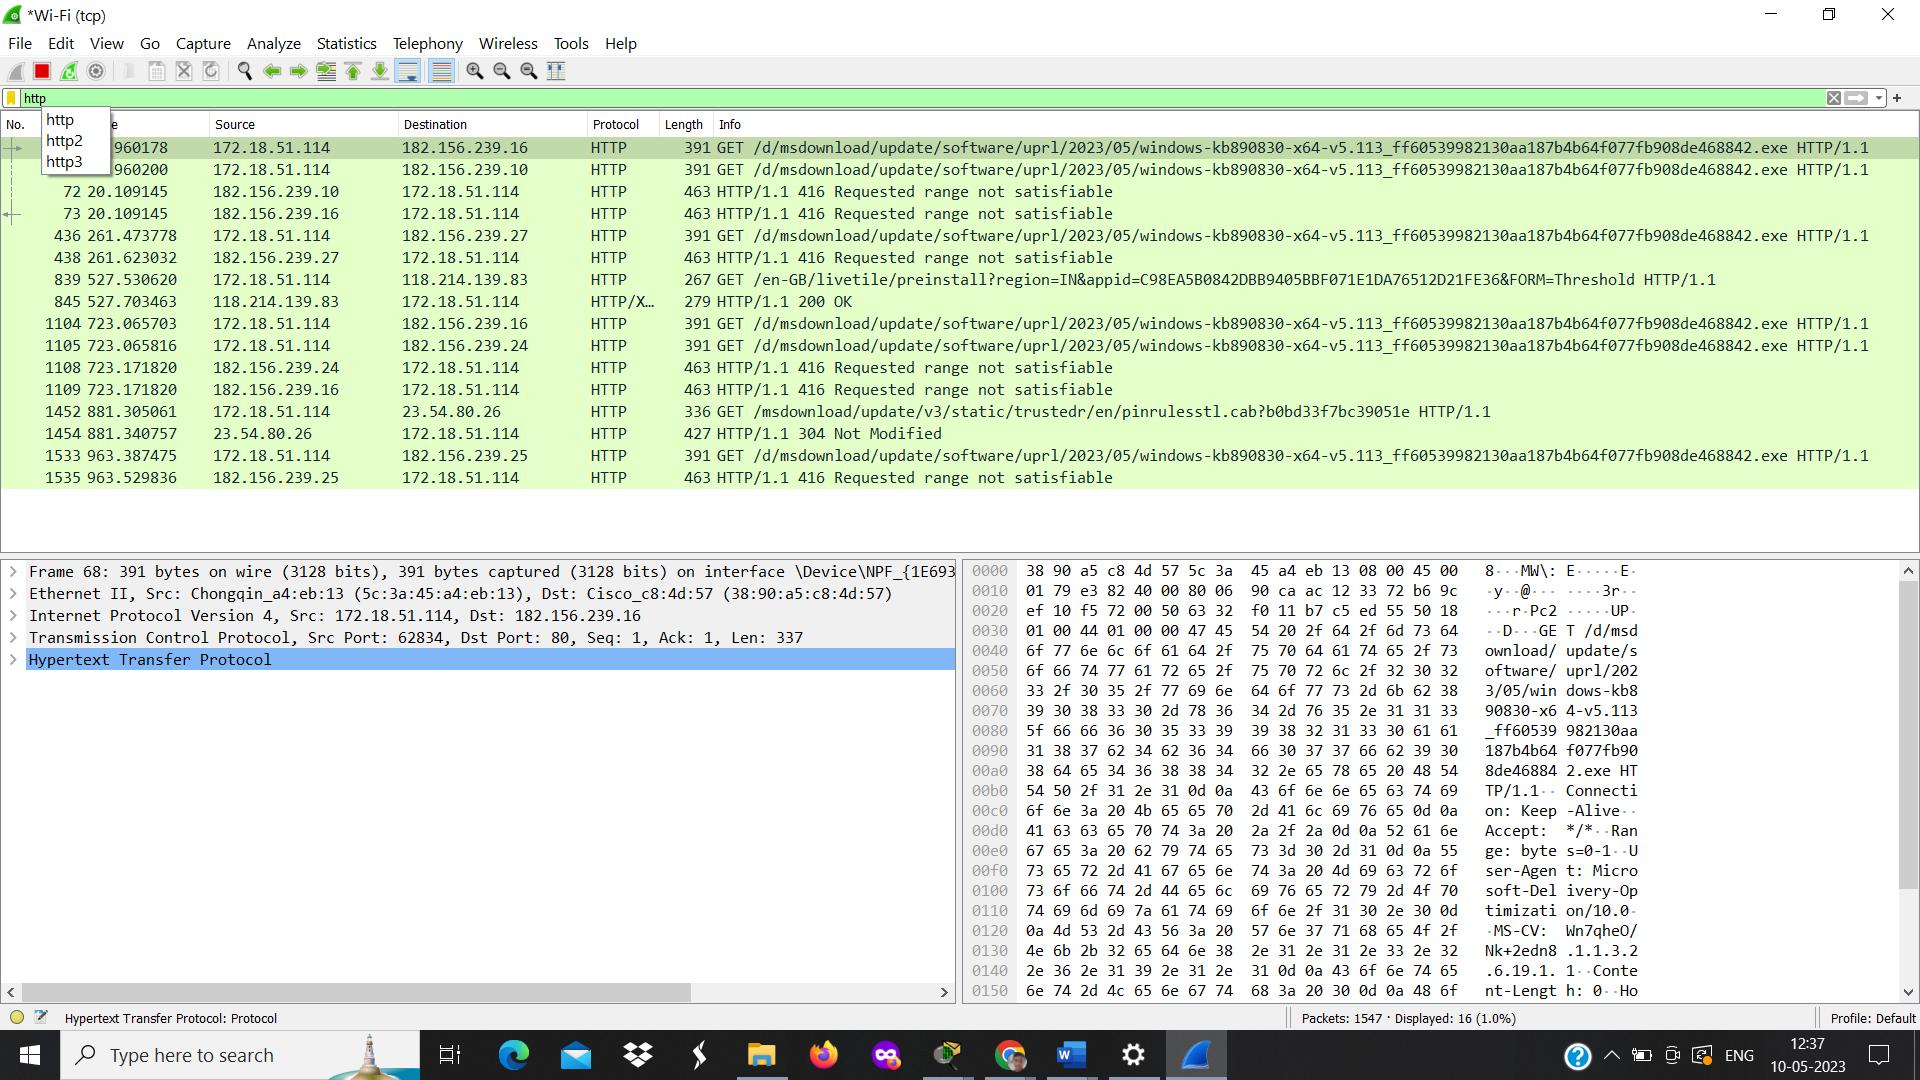 *Wi-Fi (tcp)
File Edit View Go Capture Analyze Statistics Telephony Wireless Tools Help
http
http
http2
http3
No. Source Destination Protocol Length Info
960178 172.18.51.114 182.156.239.16 HTTP 391 GET /d/msdownload/update/software/uprl/2023/05/windows-kb890830-x64-v5.113_ff60539982130aa187b4b64f077fb908de468842.exe HTTP/1.1
960200 172.18.51.114 182.156.239.10 HTTP 391 GET /d/msdownload/update/software/uprl/2023/05/windows-kb890830-x64-v5.113_ff60539982130aa187b4b64f077fb908de468842.exe HTTP/1.1
72 20.109145 182.156.239.10 172.18.51.114 HTTP 463 HTTP/1.1 416 Requested range not satisfiable
73 20.109145 182.156.239.16 172.18.51.114 HTTP 463 HTTP/1.1 416 Requested range not satisfiable
436 261.473778 172.18.51.114 182.156.239.27 HTTP 391 GET /d/msdownload/update/software/uprl/2023/05/windows-kb890830-x64-v5.113_ff60539982130aa187b4b64f077fb908de468842.exe HTTP/1.1
438 261.623032 182.156.239.27 172.18.51.114 HTTP 463 HTTP/1.1 416 Requested range not satisfiable
839 527.530620 172.18.51.114 118.214.139.83 HTTP 267 GET /en-GB/livetile/preinstall?region=IN&appid=C98EA5B0842DBB9405BBF071E1DA76512D21FE36&FORM=Threshold HTTP/1.1
845 527.703463 118.214.139.83 172.18.51.114 HTTP/X… 279 HTTP/1.1 200 OK
1104 723.065703 172.18.51.114 182.156.239.16 HTTP 391 GET /d/msdownload/update/software/uprl/2023/05/windows-kb890830-x64-v5.113_ff60539982130aa187b4b64f077fb908de468842.exe HTTP/1.1
1105 723.065816 172.18.51.114 182.156.239.24 HTTP 391 GET /d/msdownload/update/software/uprl/2023/05/windows-kb890830-x64-v5.113_ff60539982130aa187b4b64f077fb908de468842.exe HTTP/1.1
1108 723.171820 182.156.239.24 172.18.51.114 HTTP 463 HTTP/1.1 416 Requested range not satisfiable
1109 723.171820 182.156.239.16 172.18.51.114 HTTP 463 HTTP/1.1 416 Requested range not satisfiable
1452 881.305061 172.18.51.114 23.54.80.26 HTTP 336 GET /msdownload/update/v3/static/trustedr/en/pinrulesstl.cab?b0bd33f7bc39051e HTTP/1.1
1454 881.340757 23.54.80.26 172.18.51.114 HTTP 427 HTTP/1.1 304 Not Modified
1533 963.387475 172.18.51.114 182.156.239.25 HTTP 391 GET /d/msdownload/update/software/uprl/2023/05/windows-kb890830-x64-v5.113_ff60539982130aa187b4b64f077fb908de468842.exe HTTP/1.1
1535 963.529836 182.156.239.25 172.18.51.114 HTTP 463 HTTP/1.1 416 Requested range not satisfiable
Frame 68: 391 bytes on wire (3128 bits), 391 bytes captured (3128 bits) on interface \Device\NPF_{1E693
Ethernet II, Src: Chongqin_a4:eb:13 (5c:3a:45:a4:eb:13), Dst: Cisco_c8:4d:57 (38:90:a5:c8:4d:57)
Internet Protocol Version 4, Src: 172.18.51.114, Dst: 182.156.239.16
Transmission Control Protocol, Src Port: 62834, Dst Port: 80, Seq: 1, Ack: 1, Len: 337
Hypertext Transfer Protocol
0000 38 90 a5 c8 4d 57 5c 3a 45 a4 eb 13 08 00 45 00 8···MW\: E·····E·
0010 01 79 e3 82 40 00 80 06 90 ca ac 12 33 72 b6 9c ·y··@··· ····3r··
0020 ef 10 f5 72 00 50 63 32 f0 11 b7 c5 ed 55 50 18 ···r·Pc2 ·····UP·
0030 01 00 44 01 00 00 47 45 54 20 2f 64 2f 6d 73 64 ··D···GE T /d/msd
0040 6f 77 6e 6c 6f 61 64 2f 75 70 64 61 74 65 2f 73 ownload/ update/s
0050 6f 66 74 77 61 72 65 2f 75 70 72 6c 2f 32 30 32 oftware/ uprl/202
0060 33 2f 30 35 2f 77 69 6e 64 6f 77 73 2d 6b 62 38 3/05/win dows-kb8
0070 39 30 38 33 30 2d 78 36 34 2d 76 35 2e 31 31 33 90830-x6 4-v5.113
0080 5f 66 66 36 30 35 33 39 39 38 32 31 33 30 61 61 _ff60539 982130aa
0090 31 38 37 62 34 62 36 34 66 30 37 37 66 62 39 30 187b4b64 f077fb90
00a0 38 64 65 34 36 38 38 34 32 2e 65 78 65 20 48 54 8de46884 2.exe HT
00b0 54 50 2f 31 2e 31 0d 0a 43 6f 6e 6e 65 63 74 69 TP/1.1·· Connecti
00c0 6f 6e 3a 20 4b 65 65 70 2d 41 6c 69 76 65 0d 0a on: Keep -Alive··
00d0 41 63 63 65 70 74 3a 20 2a 2f 2a 0d 0a 52 61 6e Accept:  */*··Ran
00e0 67 65 3a 20 62 79 74 65 73 3d 30 2d 31 0d 0a 55 ge: byte s=0-1··U
00f0 73 65 72 2d 41 67 65 6e 74 3a 20 4d 69 63 72 6f ser-Agen t: Micro
0100 73 6f 66 74 2d 44 65 6c 69 76 65 72 79 2d 4f 70 soft-Del ivery-Op
0110 74 69 6d 69 7a 61 74 69 6f 6e 2f 31 30 2e 30 0d timizati on/10.0·
0120 0a 4d 53 2d 43 56 3a 20 57 6e 37 71 68 65 4f 2f ·MS-CV:  Wn7qheO/
0130 4e 6b 2b 32 65 64 6e 38 2e 31 2e 31 2e 33 2e 32 Nk+2edn8 .1.1.3.2
0140 2e 36 2e 31 39 2e 31 2e 31 0d 0a 43 6f 6e 74 65 .6.19.1. 1··Conte
0150 6e 74 2d 4c 65 6e 67 74 68 3a 20 30 0d 0a 48 6f nt-Lengt h: 0··Ho
Hypertext Transfer Protocol: Protocol
Packets: 1547 · Displayed: 16 (1.0%)
Profile: Default
Type here to search
ENG
12:37
10-05-2023